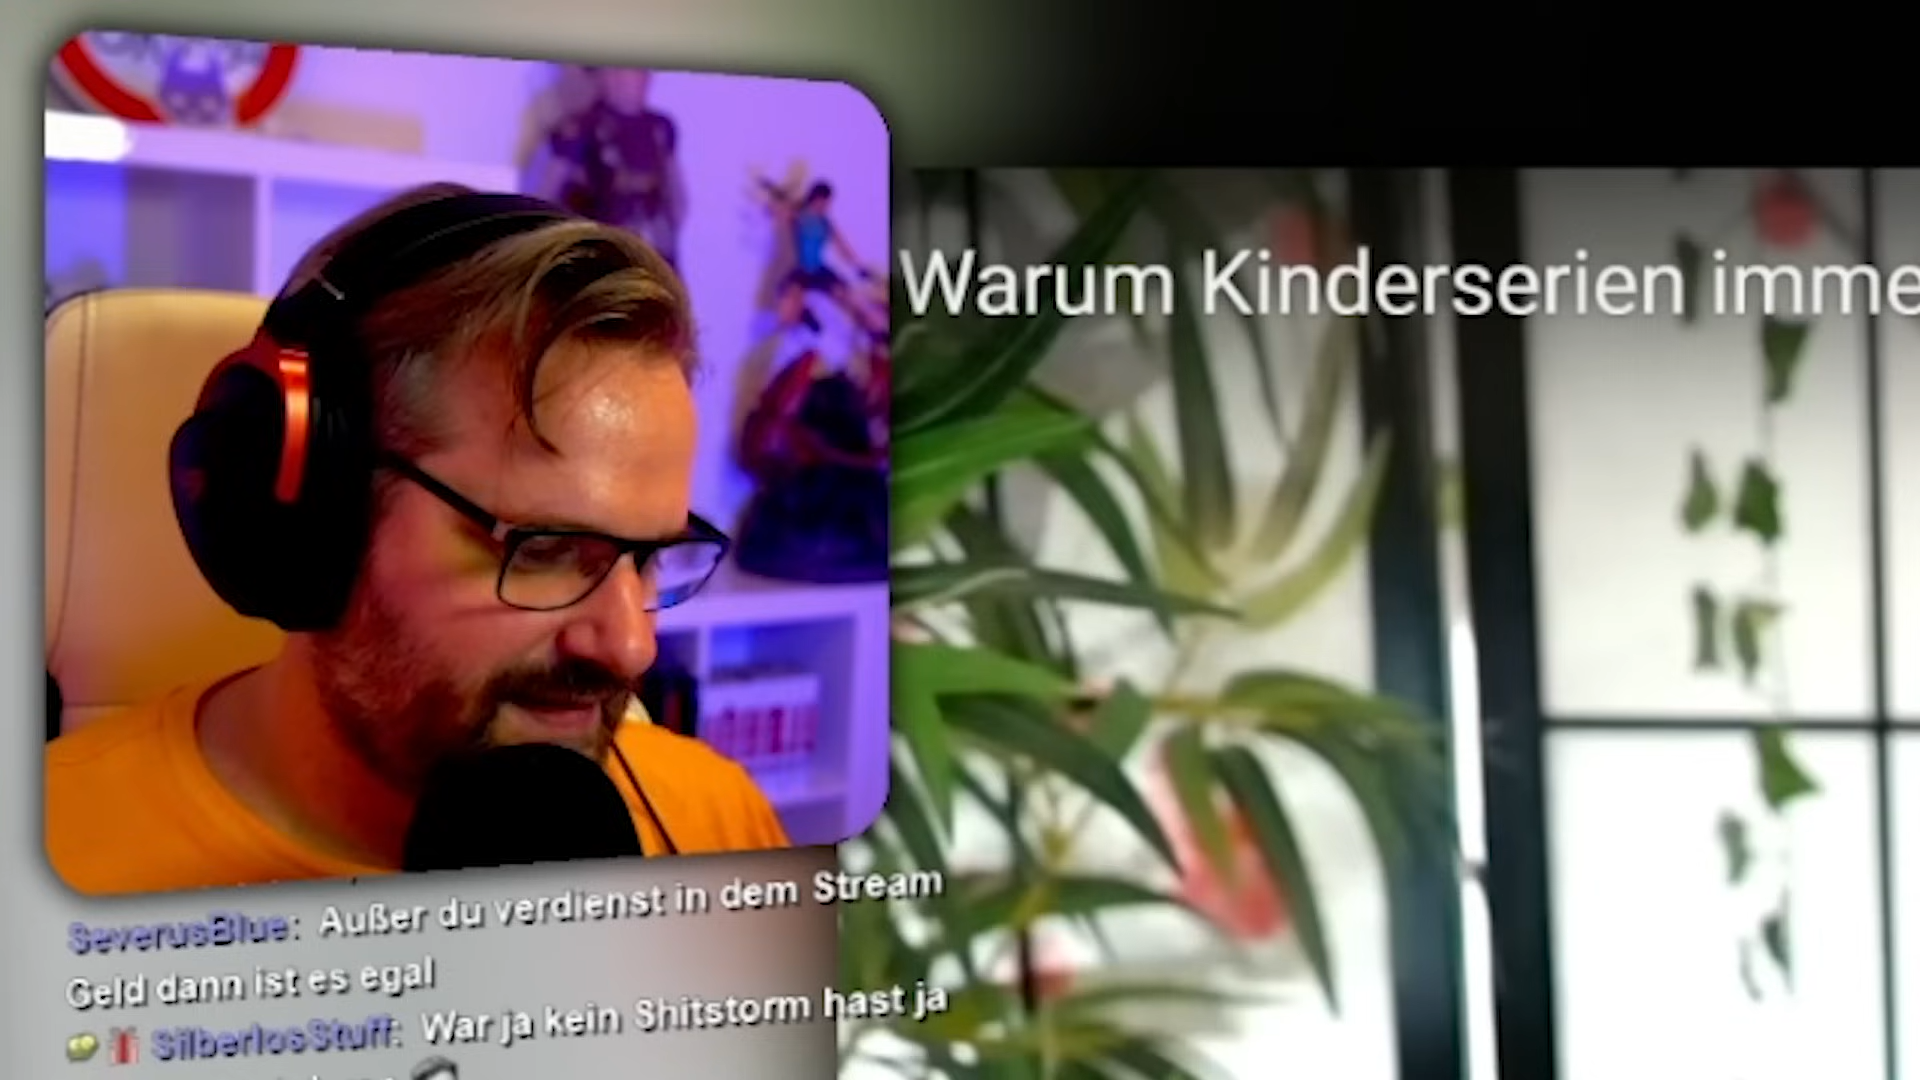 Warum Kinderserien imme
SeverusBlue: Außer du verdienst in dem Stream
Geld dann ist es egal
SilberlosStuff: War ja kein Shitstorm hast ja